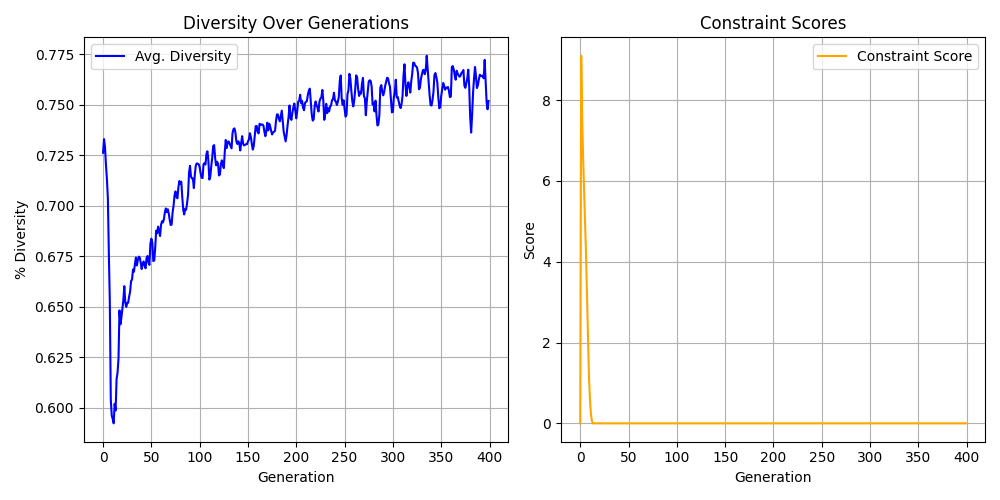 Diversity Over Generations
Avg. Diversity
% Diversity
0.775
0.750
0.725
0.700
0.675
0.650
0.625
0.600
0 50 100 150 200 250 300 350 400
Generation
Constraint Scores
Constraint Score
Score
8
6
4
2
0
0 50 100 150 200 250 300 350 400
Generation